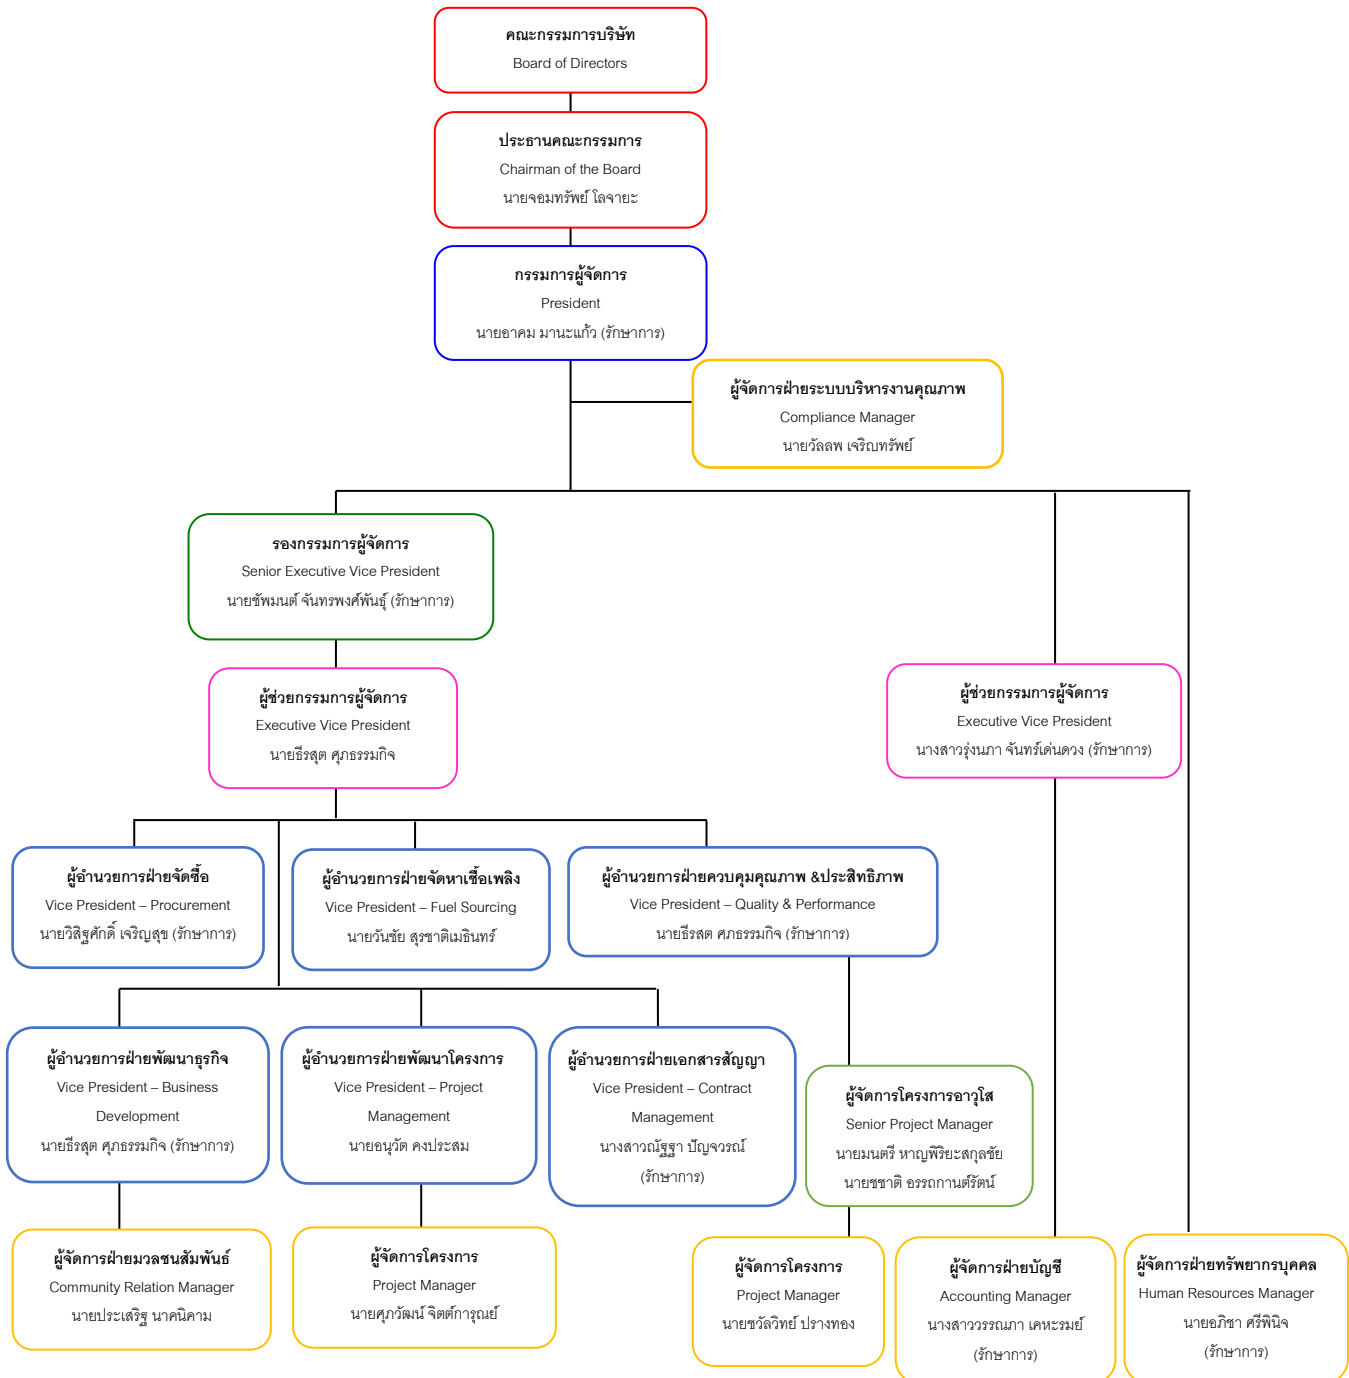 คณะกรรมการบริษัท
Board of Directors
ประธานคณะกรรมการ
Chairman of the Board
นายจอมทรัพย์ โลจายะ
กรรมการผู้จัดการ
President
นายอาคม มานะแก้ว (รักษาการ)
ผู้จัดการฝ่ายระบบบริหารงานคุณภาพ
Compliance Manager
นายวัลลพ เจริญทรัพย์
รองกรรมการผู้จัดการ
Senior Executive Vice President
นายชัพมนต์ จันทรพงศ์พันธุ์ (รักษาการ)
ผู้ช่วยกรรมการผู้จัดการ
Executive Vice President
นายธีรสุต ศุภธรรมกิจ
ผู้ช่วยกรรมการผู้จัดการ
Executive Vice President
นางสาวรุ่งนภา จันทร์เด่นดวง (รักษาการ)
ผู้อำนวยการฝ่ายจัดซื้อ
Vice President – Procurement
นายวิสิฐศักดิ์ เจริญสุข (รักษาการ)
ผู้อำนวยการฝ่ายจัดหาเชื้อเพลิง
Vice President – Fuel Sourcing
นายวันชัย สุรชาติเมธินทร์
ผู้อำนวยการฝ่ายควบคุมคุณภาพ &ประสิทธิภาพ
Vice President – Quality & Performance
นายธีรสุต ศุภธรรมกิจ (รักษาการ)
ผู้อำนวยการฝ่ายพัฒนาธุรกิจ
Vice President – Business
Development
นายธีรสุต ศุภธรรมกิจ (รักษาการ)
ผู้อำนวยการฝ่ายพัฒนาโครงการ
Vice President – Project
Management
นายอนุวัต คงประสม
ผู้อำนวยการฝ่ายเอกสารสัญญา
Vice President – Contract
Management
นางสาวณัฐฐา ปัญจวรณ์
(รักษาการ)
ผู้จัดการโครงการอาวุโส
Senior Project Manager
นายมนตรี หาญพิริยะสกุลชัย
นายชชาติ อรรถกานต์รัตน์
ผู้จัดการฝ่ายมวลชนสัมพันธ์
Community Relation Manager
นายประเสริฐ นาคนิคาม
ผู้จัดการโครงการ
Project Manager
นายศุภวัฒน์ จิตต์การุณย์
ผู้จัดการโครงการ
Project Manager
นายชวัลวิทย์ ปรางทอง
ผู้จัดการฝ่ายบัญชี
Accounting Manager
นางสาววรรณภา เคหะรมย์
(รักษาการ)
ผู้จัดการฝ่ายทรัพยากรบุคคล
Human Resources Manager
นายอภิชา ศรีพินิจ
(รักษาการ)